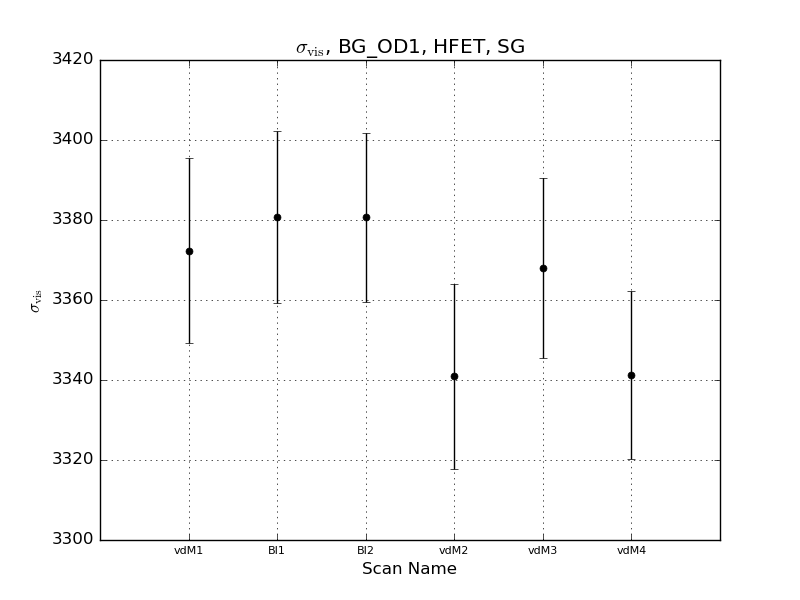 σvis, BG_OD1, HFET, SG
3420
3400
3380
3360
3340
3320
3300
σvis
vdM1 BI1 BI2 vdM2 vdM3 vdM4
Scan Name